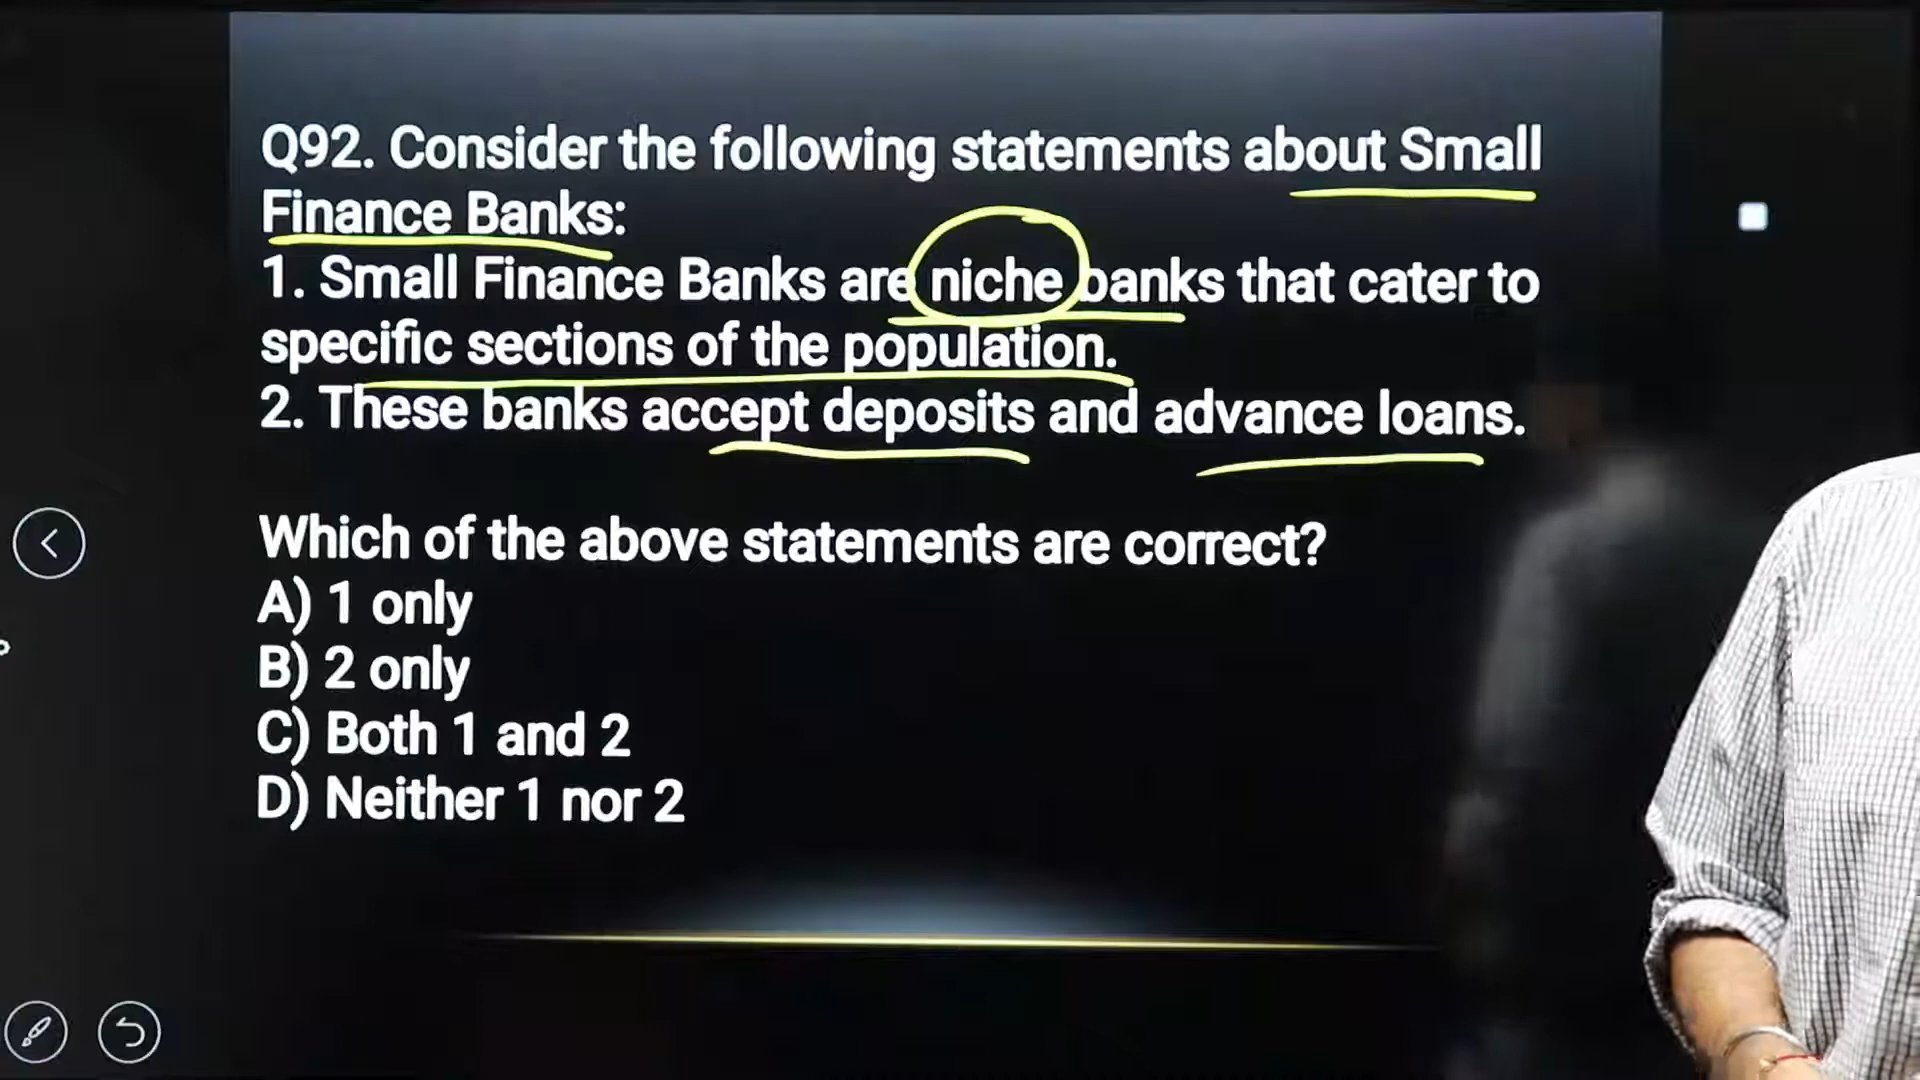 Q92. Consider the following statements about Small
Finance Banks:
1. Small Finance Banks are niche banks that cater to
specific sections of the population.
2. These banks accept deposits and advance loans.
Which of the above statements are correct?
A) 1 only
B) 2 only
C) Both 1 and 2
D) Neither 1 nor 2